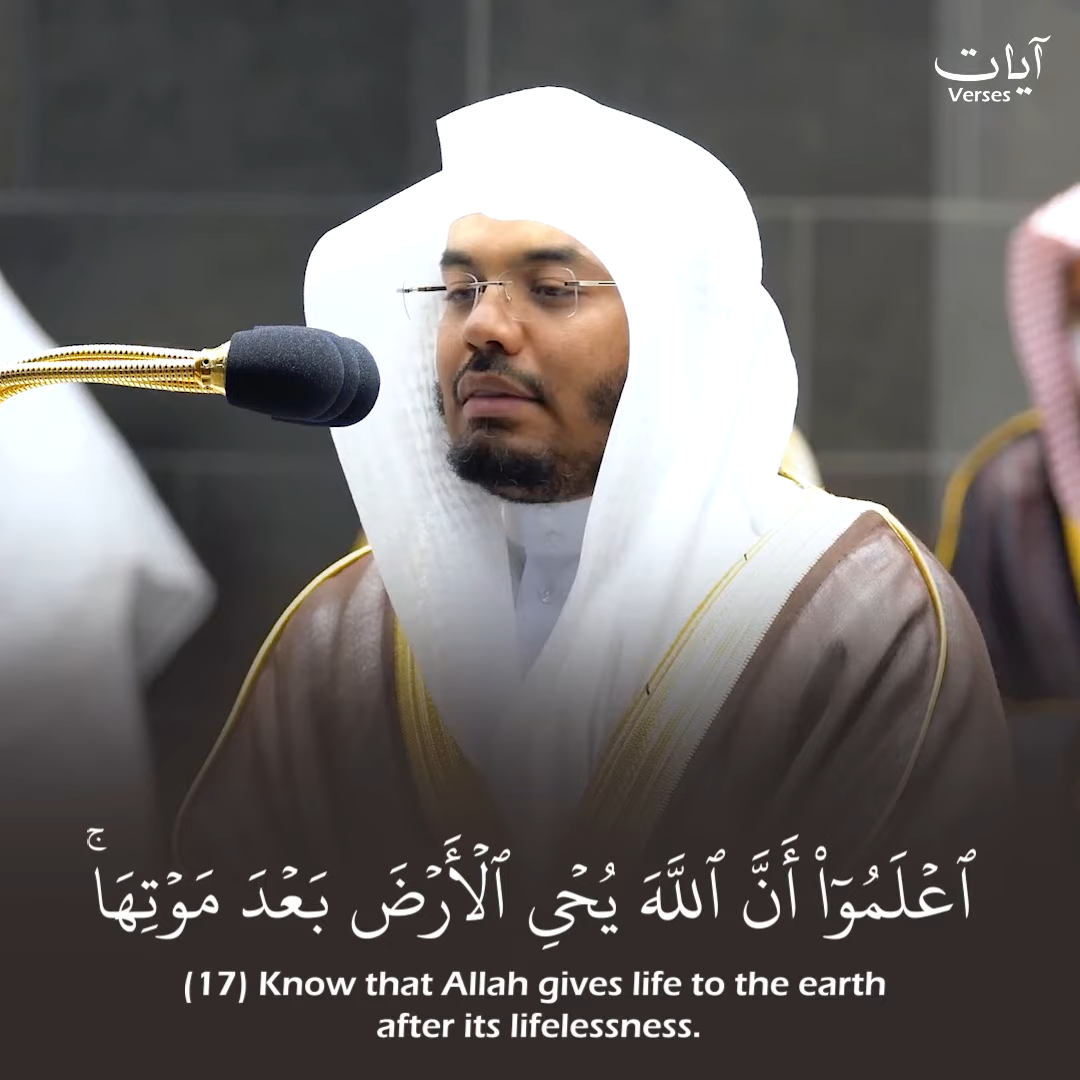 آيات
Verses
ٱعۡلَمُوٓاْ أَنَّ ٱللَّهَ يُحۡيِ ٱلۡأَرۡضَ بَعۡدَ مَوۡتِهَاۚ
(17) Know that Allah gives life to the earth
after its lifelessness.